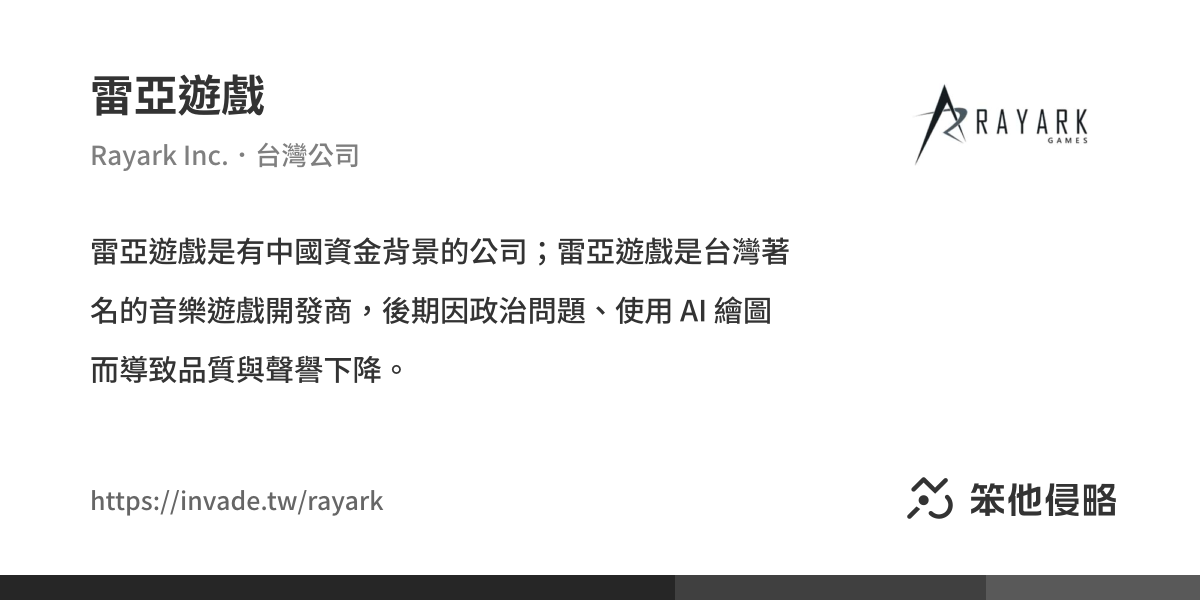 雷亞遊戲
Rayark Inc.・台灣公司
RAYARK
GAMES
雷亞遊戲是有中國資金背景的公司；雷亞遊戲是台灣著
名的音樂遊戲開發商，後期因政治問題、使用 AI 繪圖
而導致品質與聲譽下降。
https://invade.tw/rayark
笨他侵略